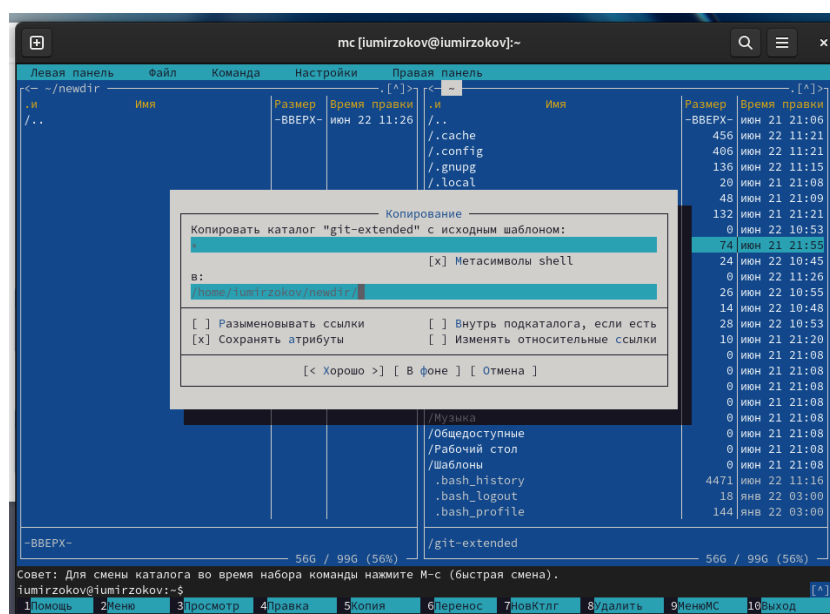 mc [iumirzokov@iumirzokov]:~
Левая панель Файл Команда Настройки Правая панель
<— ~/newdir .[^]> <— ~ .[^]>
.и Имя Размер Время правки .и Имя Размер Время правки
/.. -ВВЕРХ- июн 22 11:26 /.. -ВВЕРХ- июн 21 21:06
/.cache 456 июн 22 11:21
/.config 406 июн 22 11:21
/.gnupg 136 июн 22 11:15
/.local 20 июн 21 21:08
48 июн 21 21:09
Копирование 132 июн 21 21:21
Копировать каталог "git-extended" с исходным шаблоном: 0 июн 22 10:53
* 74 июн 21 21:55
[x] Метасимволы shell 24 июн 22 10:45
в: 0 июн 22 11:26
/home/iumirzokov/newdir/ 26 июн 22 10:55
14 июн 22 10:48
[ ] Разыменовывать ссылки [ ] Внутрь подкаталога, если есть 28 июн 22 10:53
[x] Сохранять атрибуты [ ] Изменять относительные ссылки 10 июн 21 21:20
0 июн 21 21:08
[< Хорошо >] [ В фоне ] [ Отмена ] 0 июн 21 21:08
0 июн 21 21:08
0 июн 21 21:08
/Музыка 0 июн 21 21:08
/Общедоступные 0 июн 21 21:08
/Рабочий стол 0 июн 21 21:08
/Шаблоны 0 июн 21 21:08
.bash_history 4471 июн 22 11:16
.bash_logout 18 янв 22 03:00
.bash_profile 144 янв 22 03:00
-ВВЕРХ- /git-extended
56G / 99G (56%) 56G / 99G (56%)
Совет: Для смены каталога во время набора команды нажмите M-c (быстрая смена).
iumirzokov@iumirzokov:~$ [^]
1Помощь 2Меню 3Просмотр 4Правка 5Копия 6Перенос 7НовКтлг 8Удалить 9МенюMC 10Выход